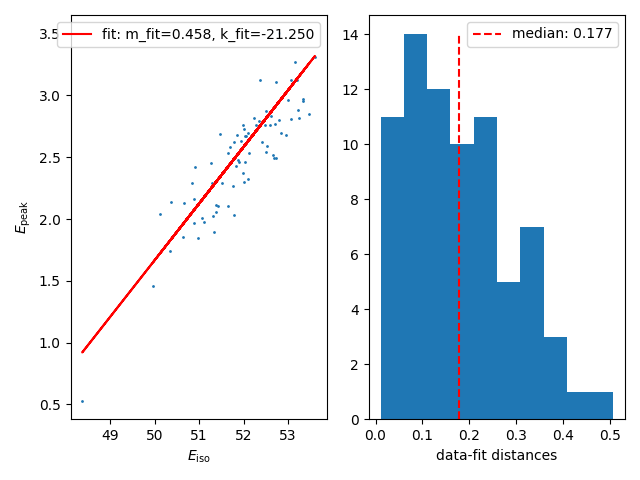 fit: m_fit=0.458, k_fit=-21.250
3.5
3.0
2.5
2.0
1.5
1.0
0.5
E_peak
49 50 51 52 53
E_iso
median: 0.177
14
12
10
8
6
4
2
0
0.0 0.1 0.2 0.3 0.4 0.5
data-fit distances